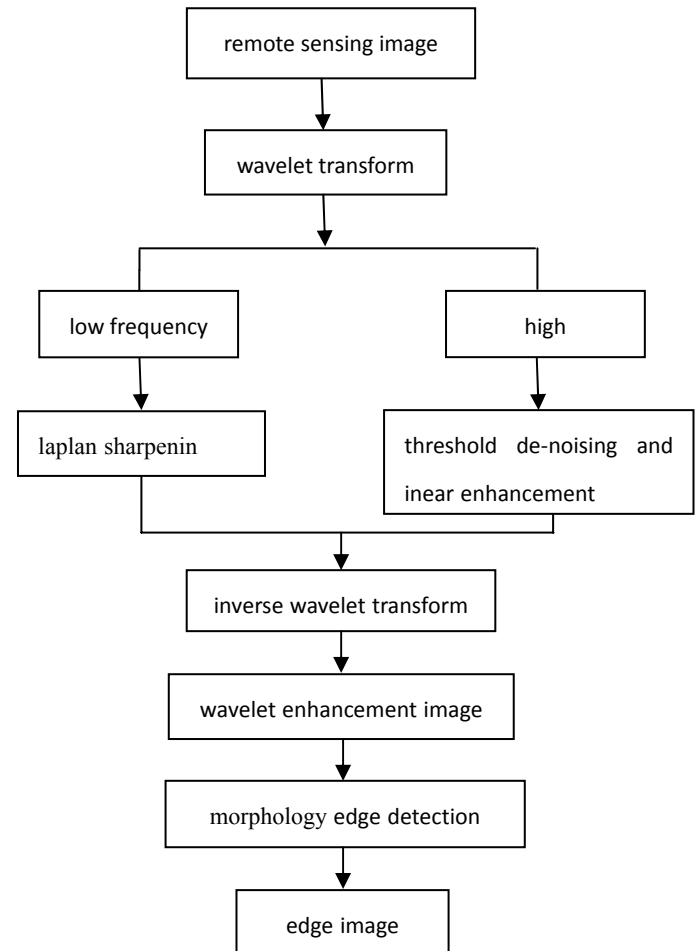 remote sensing image
wavelet transform
low frequency
high
laplan sharpenin
threshold de-noising and
inear enhancement
inverse wavelet transform
wavelet enhancement image
morphology edge detection
edge image